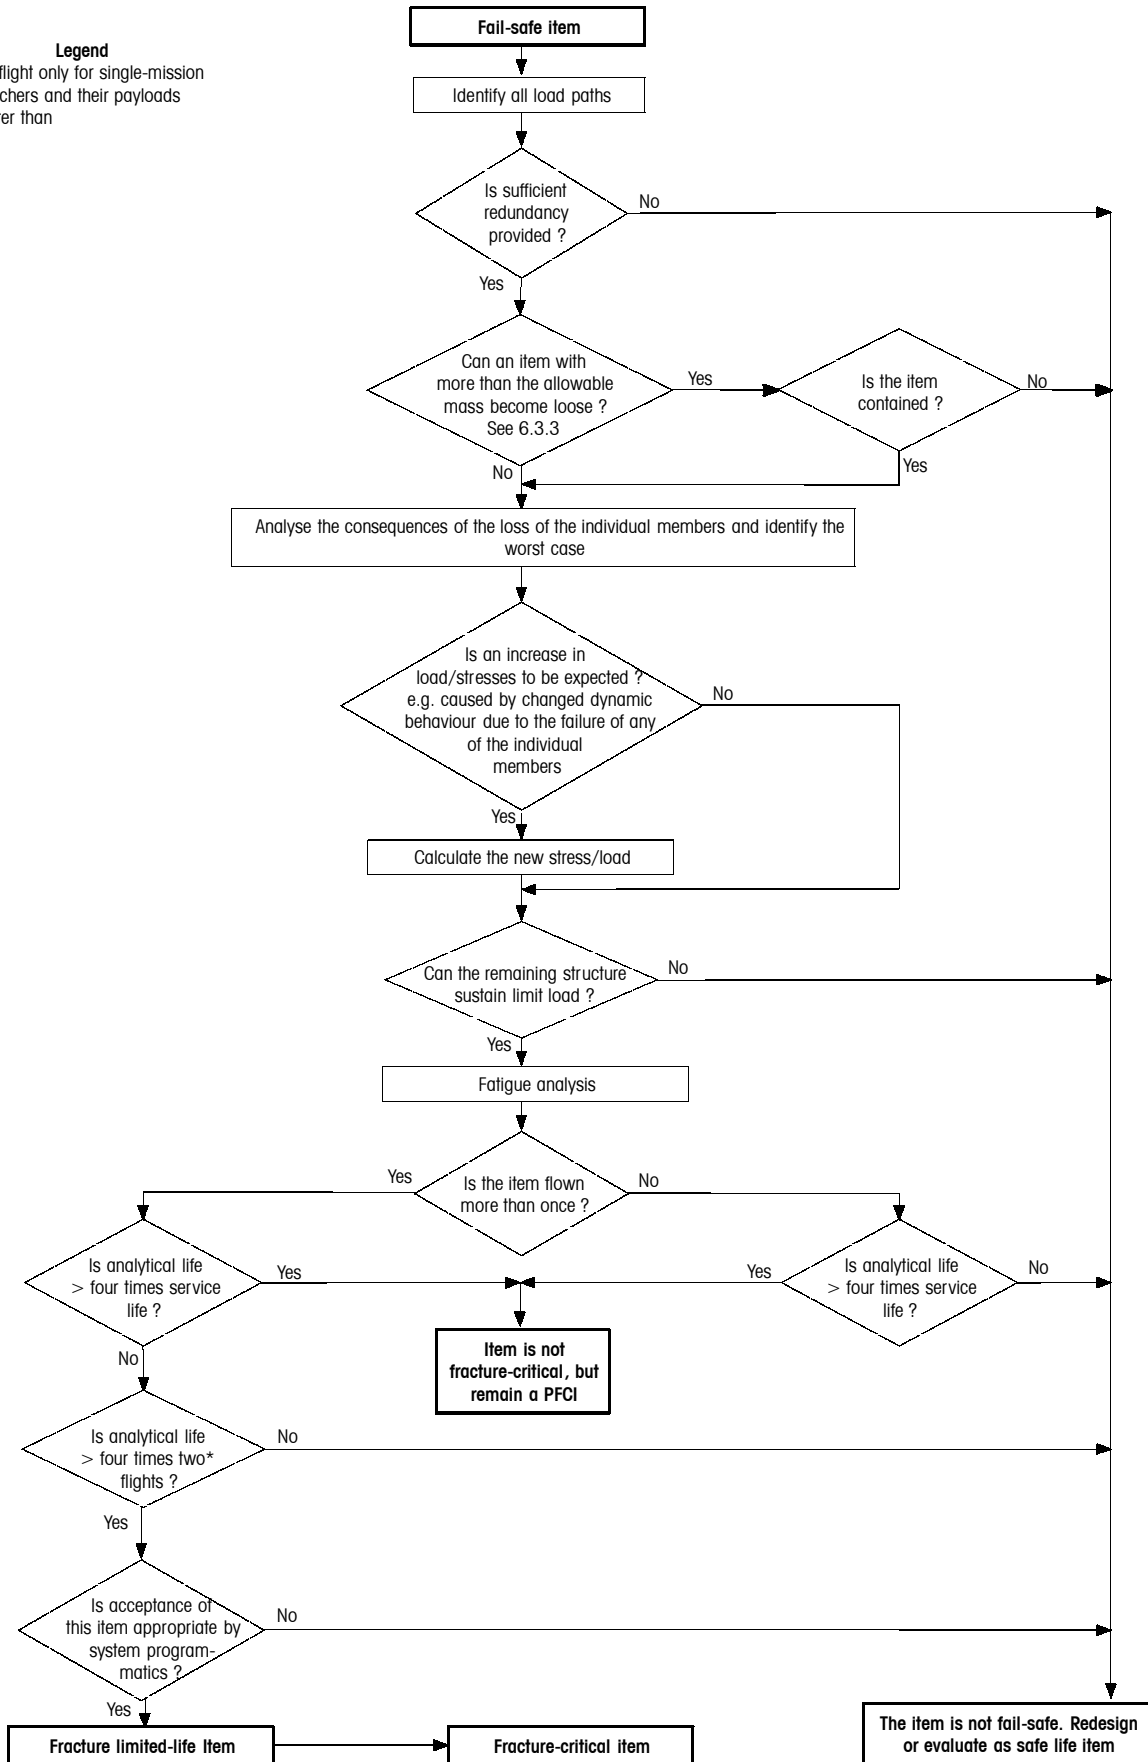 Fail-safe item
Legend
flight only for single-mission
chers and their payloads
er than
Identify all load paths
Is sufficient
redundancy
provided ?
No
Yes
Can an item with
more than the allowable
mass become loose ?
See 6.3.3
Yes
Is the item
contained ?
No
No
Yes
Analyse the consequences of the loss of the individual members and identify the
worst case
Is an increase in
load/stresses to be expected ?
e.g. caused by changed dynamic
behaviour due to the failure of any
of the individual
members
No
Yes
Calculate the new stress/load
Can the remaining structure
sustain limit load ?
No
Yes
Fatigue analysis
Is the item flown
more than once ?
Yes
No
Is analytical life
> four times service
life ?
Yes
Yes
Is analytical life
> four times service
life ?
No
No
Item is not
fracture-critical, but
remain a PFCI
Is analytical life
> four times two*
flights ?
No
Yes
Is acceptance of
this item appropriate by
system program-
matics ?
No
Yes
Fracture limited-life Item
Fracture-critical item
The item is not fail-safe. Redesign
or evaluate as safe life item